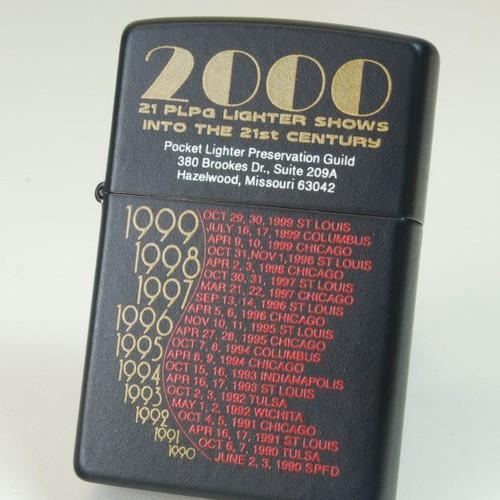 2000
21 PLPG LIGHTER SHOWS
INTO THE 21st CENTURY
Pocket Lighter Preservation Guild
380 Brookes Dr., Suite 209A
Hazelwood, Missouri 63042
1999
1998
1997
1996
1995
1994
1993
1992
1991
1990
OCT 29, 30, 1999 ST LOUIS
JULY 16, 17, 1999 COLUMBUS
APR 9, 10, 1999 CHICAGO
OCT 31, NOV 1,1998 ST LOUIS
APR 2, 3, 1998 CHICAGO
OCT 30, 31, 1997 ST LOUIS
MAR 21, 22, 1997 CHICAGO
SEP 13, 14, 1996 ST LOUIS
APR 5, 6, 1996 CHICAGO
NOV 10, 11, 1995 ST LOUIS
APR 27, 28, 1995 CHICAGO
OCT 7, 8, 1994 COLUMBUS
APR 8, 9, 1994 CHICAGO
OCT 15, 16, 1993 INDIANAPOLIS
APR 16, 17, 1993 ST LOUIS
OCT 2, 3, 1992 TULSA
MAY 1, 2, 1992 WICHITA
OCT 4, 5, 1991 CHICAGO
APR 16, 17, 1991 ST LOUIS
OCT 6, 7, 1990 TULSA
JUNE 2, 3, 1990 SPFD